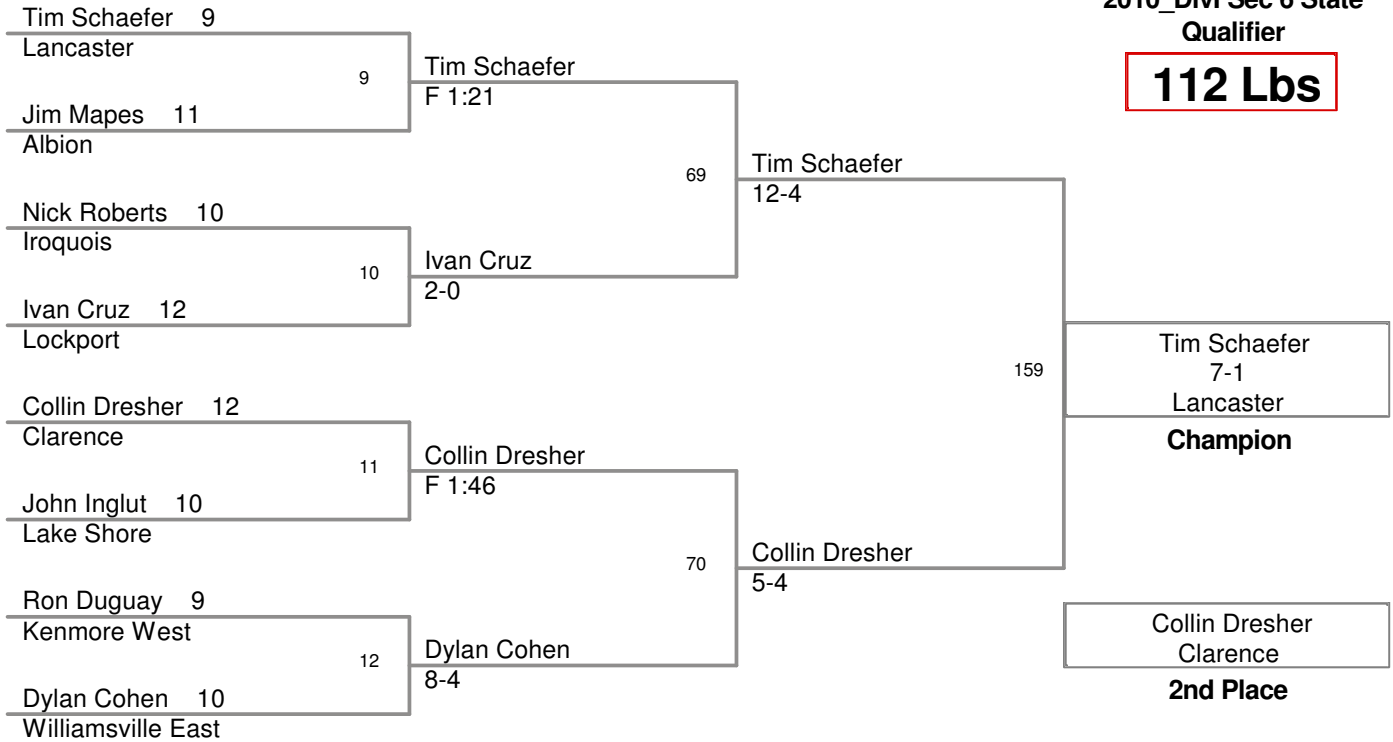 2010_DivI Sec 6 State
Qualifier
112 Lbs
Tim Schaefer 9
Lancaster
9
Jim Mapes 11
Albion
Tim Schaefer
F 1:21
Nick Roberts 10
Iroquois
10
Ivan Cruz 12
Lockport
Ivan Cruz
2-0
69
Tim Schaefer
12-4
Collin Dresher 12
Clarence
11
John Inglut 10
Lake Shore
Collin Dresher
F 1:46
Ron Duguay 9
Kenmore West
12
Dylan Cohen 10
Williamsville East
Dylan Cohen
8-4
70
Collin Dresher
5-4
159
Tim Schaefer
7-1
Lancaster
Champion
Collin Dresher
Clarence
2nd Place